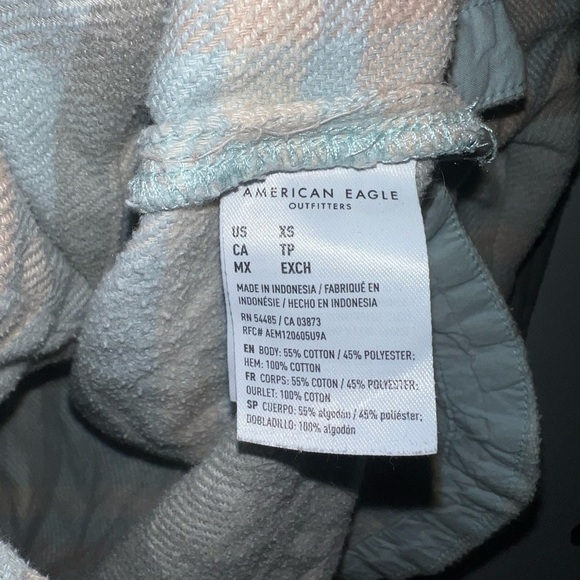 AMERICAN EAGLE
OUTFITTERS
US XS
CA TP
MX EXCH
MADE IN INDONESIA / FABRIQUÉ EN
INDONÉSIE / HECHO EN INDONESIA
RN 54485 / CA 03873
RFC# AEM120605U9A
EN BODY: 55% COTTON / 45% POLYESTER;
HEM: 100% COTTON
FR CORPS: 55% COTON / 45% POLYESTER;
OURLET: 100% COTON
SP CUERPO: 55% algodón / 45% poliéster;
DOBLADILLO: 100% algodón